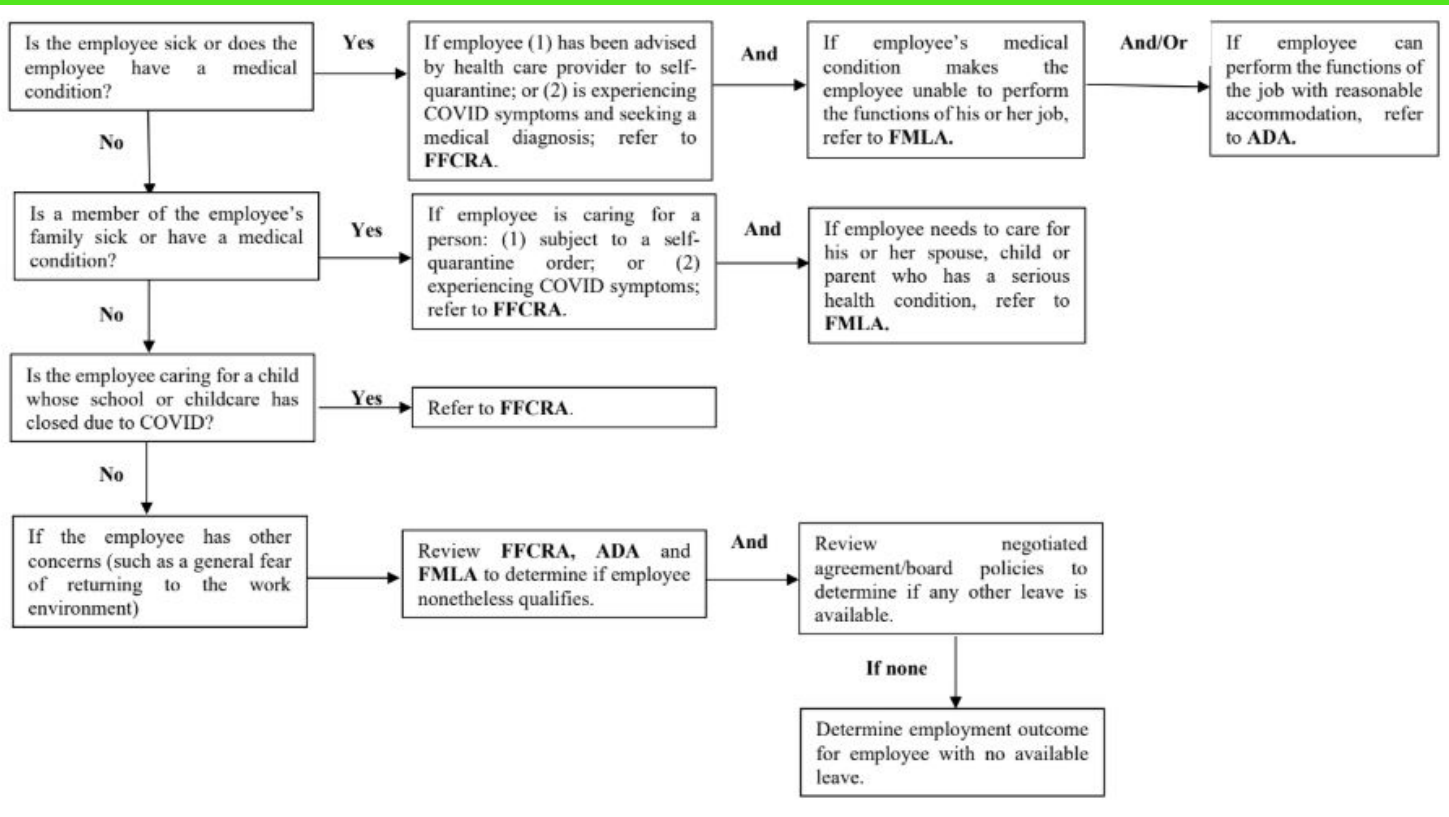 Is the employee sick or does the
employee have a medical
condition?
Yes
If employee (1) has been advised
by health care provider to self-
quarantine; or (2) is experiencing
COVID symptoms and seeking a
medical diagnosis; refer to
FFCRA.
And
If employee's medical
condition makes the
employee unable to perform
the functions of his or her job,
refer to FMLA.
And/Or
If employee can
perform the functions of
the job with reasonable
accommodation, refer
to ADA.
No
Is a member of the employee's
family sick or have a medical
condition?
Yes
If employee is caring for a
person: (1) subject to a self-
quarantine order; or (2)
experiencing COVID symptoms;
refer to FFCRA.
And
If employee needs to care for
his or her spouse, child or
parent who has a serious
health condition, refer to
FMLA.
No
Is the employee caring for a child
whose school or childcare has
closed due to COVID?
Yes
Refer to FFCRA.
No
If the employee has other
concerns (such as a general fear
of returning to the work
environment)
Review FFCRA, ADA and
FMLA to determine if employee
nonetheless qualifies.
And
Review negotiated
agreement/board policies to
determine if any other leave is
available.
If none
Determine employment outcome
for employee with no available
leave.